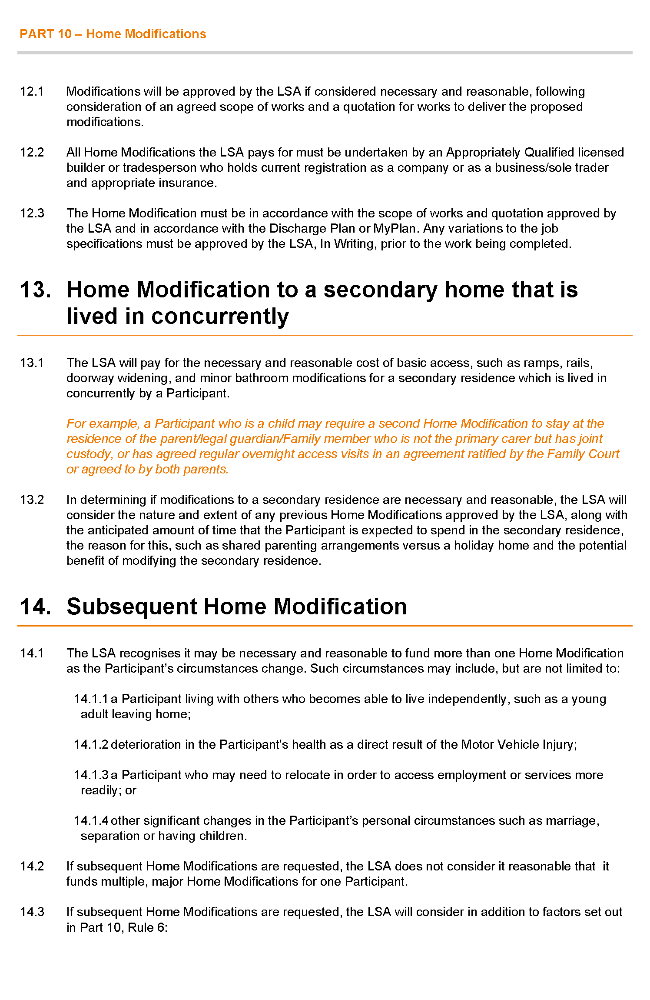 PART 10 – Home Modifications
12.1 Modifications will be approved by the LSA if considered necessary and reasonable, following
consideration of an agreed scope of works and a quotation for works to deliver the proposed
modifications.
12.2 All Home Modifications the LSA pays for must be undertaken by an Appropriately Qualified licensed
builder or tradesperson who holds current registration as a company or as a business/sole trader
and appropriate insurance.
12.3 The Home Modification must be in accordance with the scope of works and quotation approved by
the LSA and in accordance with the Discharge Plan or MyPlan. Any variations to the job
specifications must be approved by the LSA, In Writing, prior to the work being completed.
13. Home Modification to a secondary home that is
lived in concurrently
13.1 The LSA will pay for the necessary and reasonable cost of basic access, such as ramps, rails,
doorway widening, and minor bathroom modifications for a secondary residence which is lived in
concurrently by a Participant.
For example, a Participant who is a child may require a second Home Modification to stay at the
residence of the parent/legal guardian/Family member who is not the primary carer but has joint
custody, or has agreed regular overnight access visits in an agreement ratified by the Family Court
or agreed to by both parents.
13.2 In determining if modifications to a secondary residence are necessary and reasonable, the LSA will
consider the nature and extent of any previous Home Modifications approved by the LSA, along with
the anticipated amount of time that the Participant is expected to spend in the secondary residence,
the reason for this, such as shared parenting arrangements versus a holiday home and the potential
benefit of modifying the secondary residence.
14. Subsequent Home Modification
14.1 The LSA recognises it may be necessary and reasonable to fund more than one Home Modification
as the Participant’s circumstances change. Such circumstances may include, but are not limited to:
14.1.1 a Participant living with others who becomes able to live independently, such as a young
adult leaving home;
14.1.2 deterioration in the Participant's health as a direct result of the Motor Vehicle Injury;
14.1.3 a Participant who may need to relocate in order to access employment or services more
readily; or
14.1.4 other significant changes in the Participant’s personal circumstances such as marriage,
separation or having children.
14.2 If subsequent Home Modifications are requested, the LSA does not consider it reasonable that it
funds multiple, major Home Modifications for one Participant.
14.3 If subsequent Home Modifications are requested, the LSA will consider in addition to factors set out
in Part 10, Rule 6: